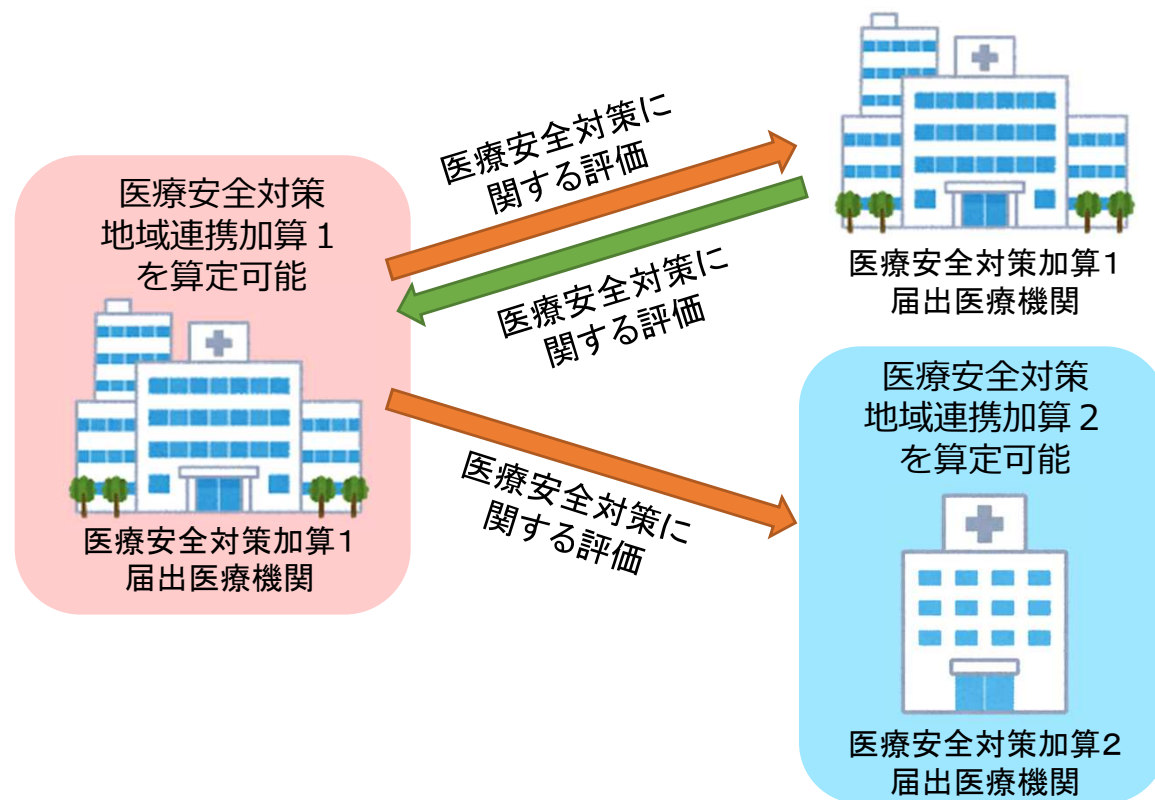 医療安全対策
地域連携加算１
を算定可能
医療安全対策加算1
届出医療機関
医療安全対策に
関する評価
医療安全対策に
関する評価
医療安全対策に
関する評価
医療安全対策加算1
届出医療機関
医療安全対策
地域連携加算２
を算定可能
医療安全対策加算2
届出医療機関